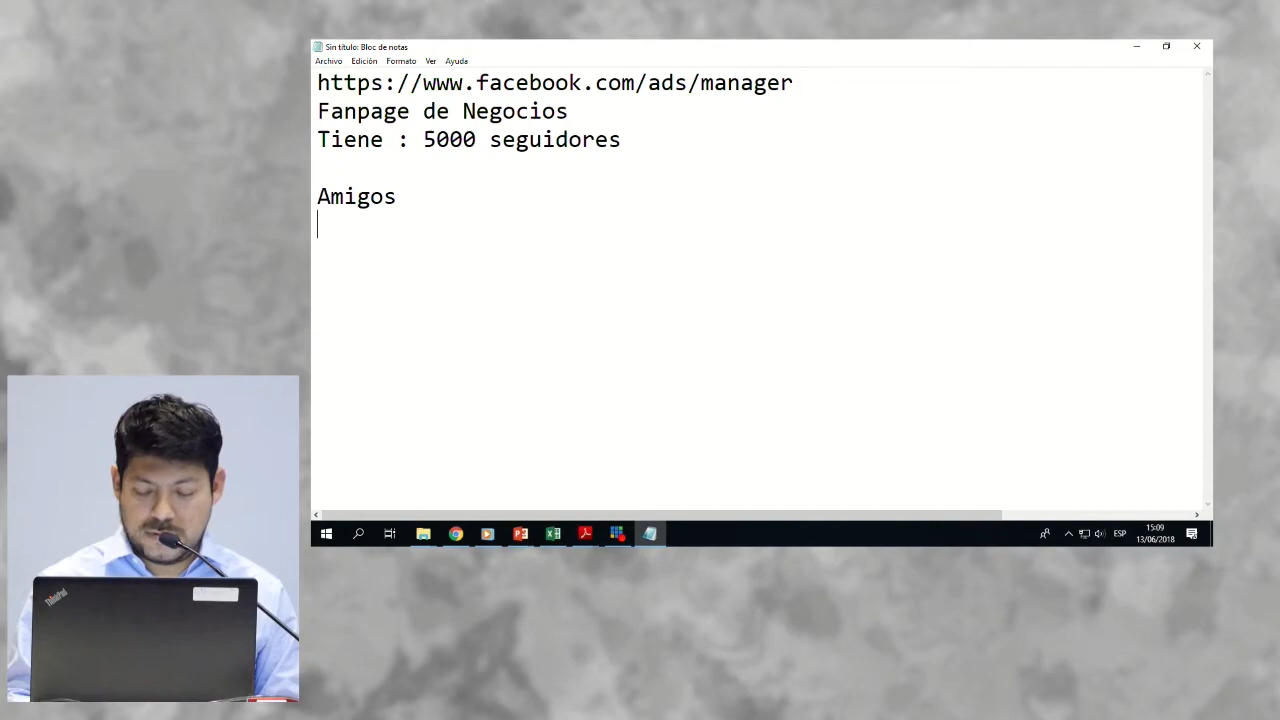 Sin título: Bloc de notas
Archivo Edición Formato Ver Ayuda
https://www.facebook.com/ads/manager
Fanpage de Negocios
Tiene : 5000 seguidores
Amigos
ESP
15:09
13/06/2018
ThinkPad